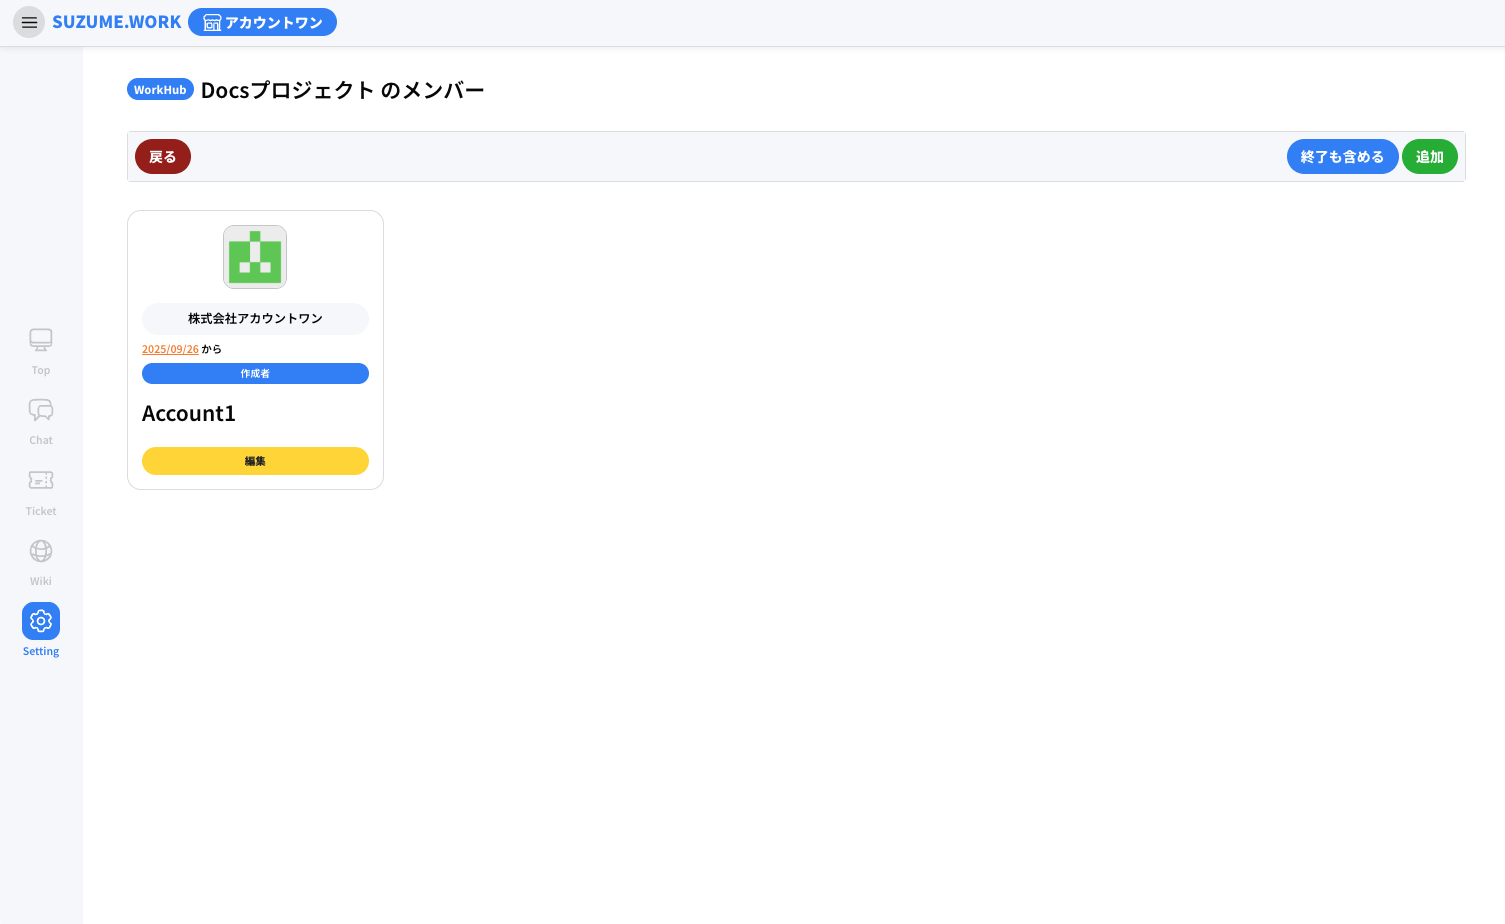 SUZUME.WORK アカウントワン
WorkHub Docsプロジェクト のメンバー
戻る 終了も含める 追加
株式会社アカウントワン
2025/09/26 から
作成者
Account1
編集
Top
Chat
Ticket
Wiki
Setting